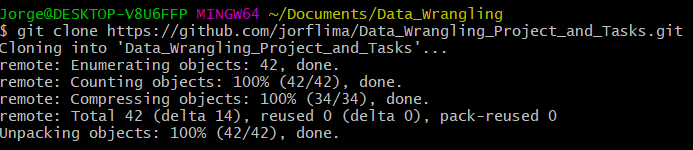 Jorge@DESKTOP-V8U6FFP MINGW64 ~/Documents/Data_Wrangling
$ git clone https://github.com/jorflima/Data_Wrangling_Project_and_Tasks.git
Cloning into 'Data_Wrangling_Project_and_Tasks'...
remote: Enumerating objects: 42, done.
remote: Counting objects: 100% (42/42), done.
remote: Compressing objects: 100% (34/34), done.
remote: Total 42 (delta 14), reused 0 (delta 0), pack-reused 0
Unpacking objects: 100% (42/42), done.